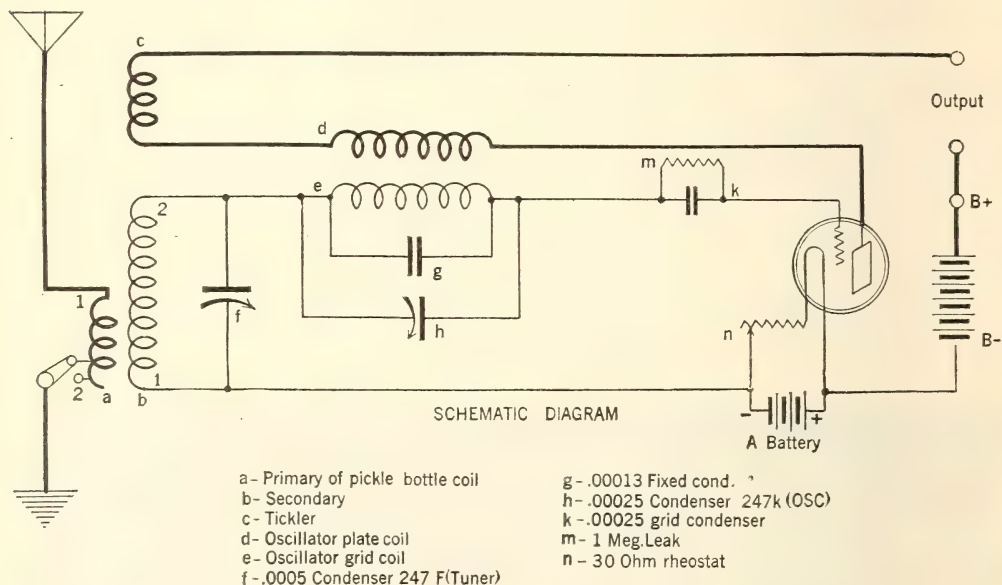 c
Output
d
m
e
k
B+
2
g
1
f
h
n
B-
2
a
b
1
SCHEMATIC DIAGRAM
- +
A Battery
a- Primary of pickle bottle coil
b- Secondary
c- Tickler
d- Oscillator plate coil
e- Oscillator grid coil
f-.0005 Condenser 247 F(Tuner)
g-.00013 Fixed cond.
h-.00025 Condenser 247k (OSC)
k-.00025 grid condenser
m-1 Meg.Leak
n-30 Ohm rheostat